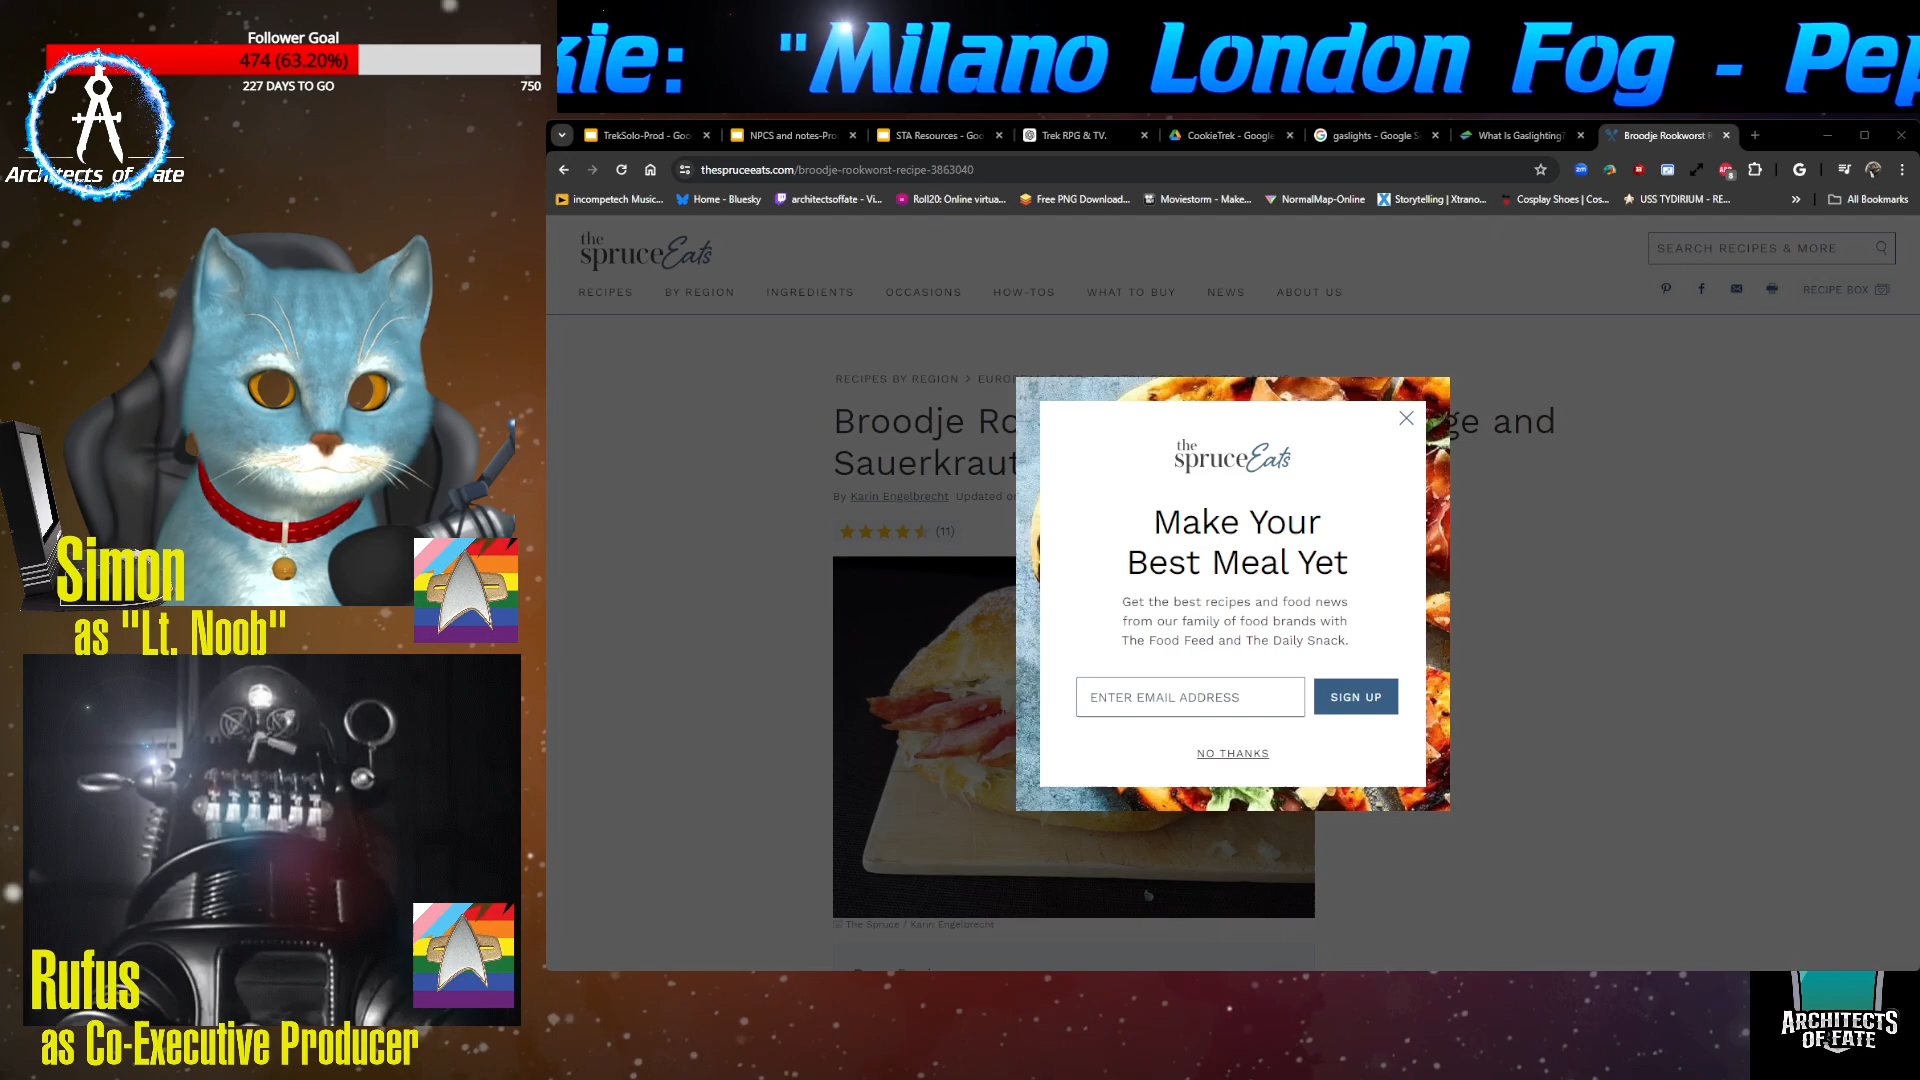 Follower Goal
474 (63.20%)
0
227 DAYS TO GO
750
Architects of Fate
kie: "Milano London Fog - Pep
TrekSolo-Prod - Goo
NPCS and notes-Pro
STA Resources - Goo
Trek RPG & TV.
CookieTrek - Google
gaslights - Google S
What Is Gaslighting?
Broodje Rookworst R
thespruceeats.com/broodje-rookworst-recipe-3863040
incompetech Music...
Home - Bluesky
architectsoffate - Vi...
Roll20: Online virtua...
Free PNG Download...
Moviestorm - Make...
NormalMap-Online
Storytelling | Xtrano...
Cosplay Shoes | Cos...
USS TYDIRIUM - RE...
All Bookmarks
the spruce Eats
SEARCH RECIPES & MORE
RECIPES
BY REGION
INGREDIENTS
OCCASIONS
HOW-TOS
WHAT TO BUY
NEWS
ABOUT US
RECIPE BOX
RECIPES BY REGION > EURO
Broodje Ro ge and
Sauerkraut
By Karin Engelbrecht Updated o
(11)
the spruce Eats
Make Your
Best Meal Yet
Get the best recipes and food news
from our family of food brands with
The Food Feed and The Daily Snack.
ENTER EMAIL ADDRESS
SIGN UP
NO THANKS
The Spruce / Karin Engelbrecht
Simon
as "Lt. Noob"
Rufus
as Co-Executive Producer
ARCHITECTS
OF FATE